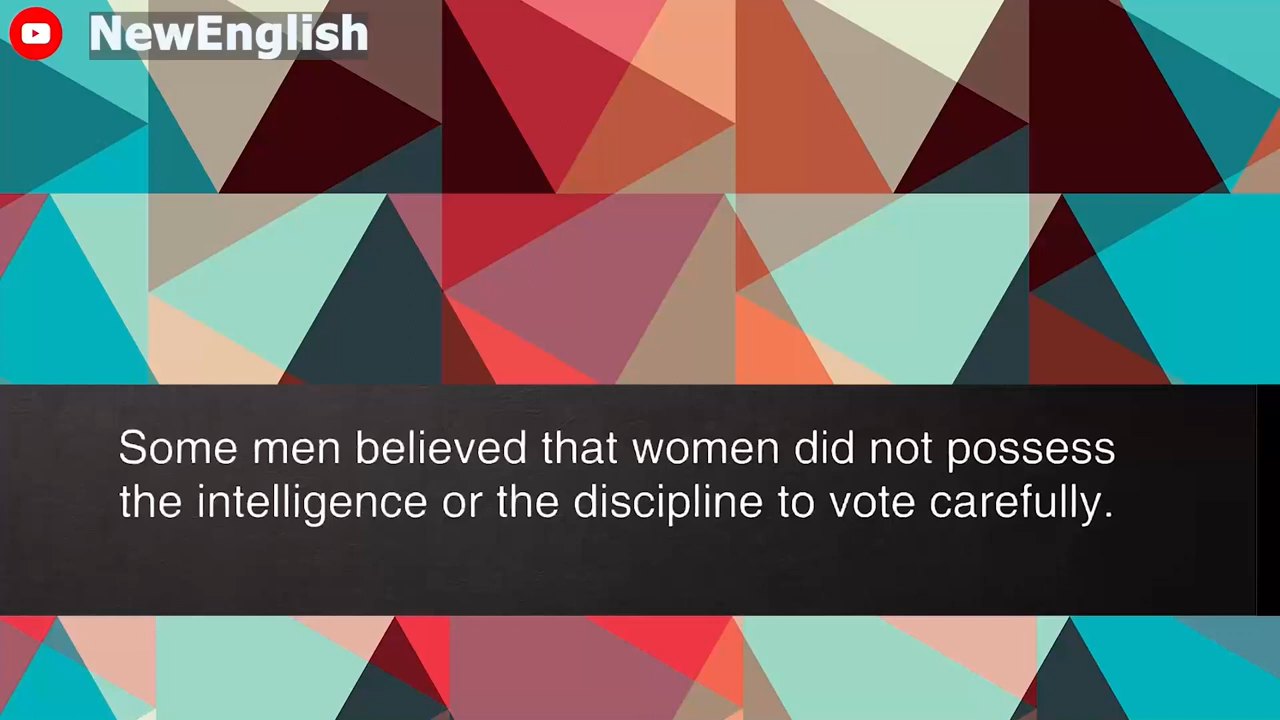 NewEnglish
Some men believed that women did not possess
the intelligence or the discipline to vote carefully.